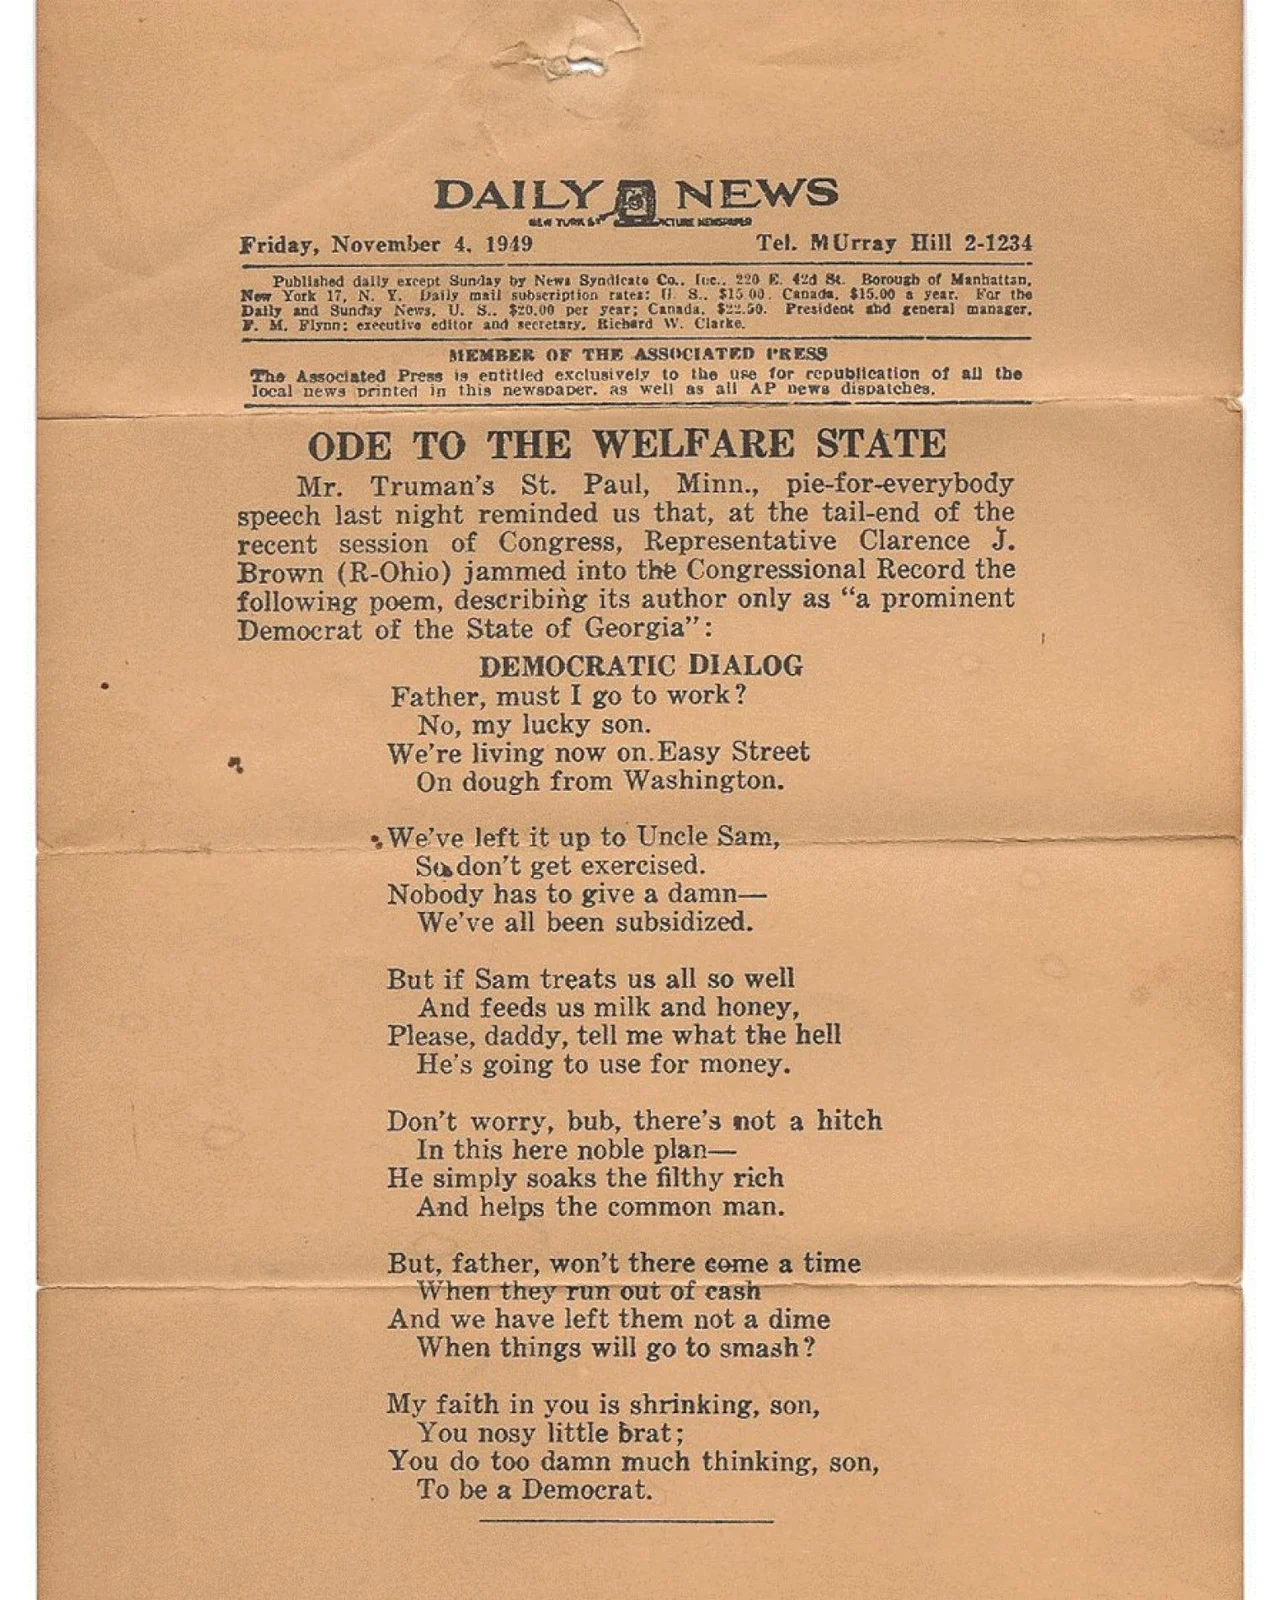 DAILY NEWS
NEW YORK'S PICTURE NEWSPAPER
Friday, November 4, 1949 Tel. MUrray Hill 2-1234
Published daily except Sunday by News Syndicate Co., Inc., 220 E. 42d St. Borough of Manhattan,
New York 17, N. Y. Daily mail subscription rates: U. S., $15.00. Canada, $15.00 a year. For the
Daily and Sunday News, U. S., $20.00 per year; Canada, $22.50. President and general manager,
F. M. Flynn; executive editor and secretary, Richard W. Clarke.
MEMBER OF THE ASSOCIATED PRESS
The Associated Press is entitled exclusively to the use for republication of all the
local news printed in this newspaper, as well as all AP news dispatches.
ODE TO THE WELFARE STATE
Mr. Truman's St. Paul, Minn., pie-for-everybody
speech last night reminded us that, at the tail-end of the
recent session of Congress, Representative Clarence J.
Brown (R-Ohio) jammed into the Congressional Record the
following poem, describing its author only as "a prominent
Democrat of the State of Georgia":
DEMOCRATIC DIALOG
Father, must I go to work?
No, my lucky son.
We're living now on Easy Street
On dough from Washington.
We've left it up to Uncle Sam,
So don't get exercised.
Nobody has to give a damn—
We've all been subsidized.
But if Sam treats us all so well
And feeds us milk and honey,
Please, daddy, tell me what the hell
He's going to use for money.
Don't worry, bub, there's not a hitch
In this here noble plan—
He simply soaks the filthy rich
And helps the common man.
But, father, won't there come a time
When they run out of cash
And we have left them not a dime
When things will go to smash?
My faith in you is shrinking, son,
You nosy little brat;
You do too damn much thinking, son,
To be a Democrat.